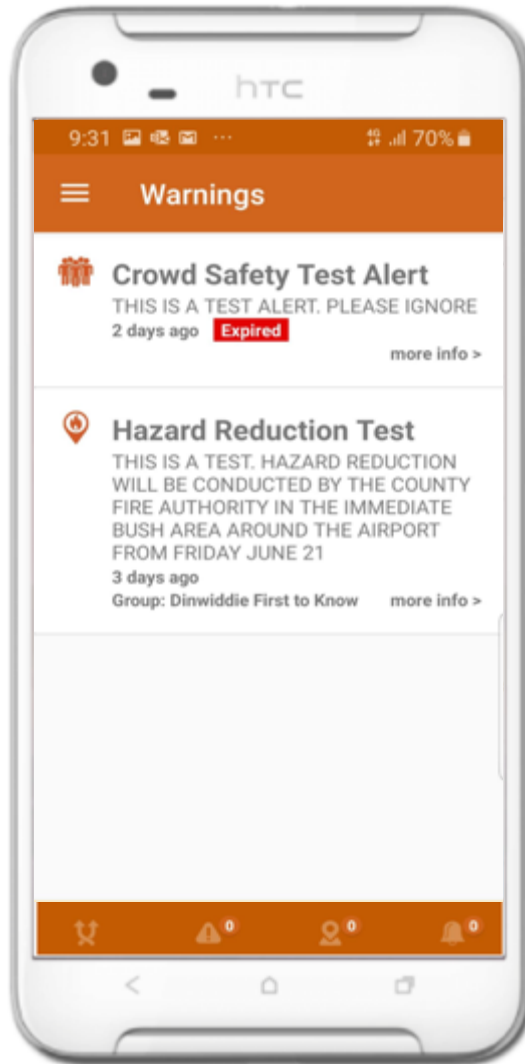 htc
9:31 ... 4G 70%
Warnings
Crowd Safety Test Alert
THIS IS A TEST ALERT. PLEASE IGNORE
2 days ago Expired
more info >
Hazard Reduction Test
THIS IS A TEST. HAZARD REDUCTION
WILL BE CONDUCTED BY THE COUNTY
FIRE AUTHORITY IN THE IMMEDIATE
BUSH AREA AROUND THE AIRPORT
FROM FRIDAY JUNE 21
3 days ago
Group: Dinwiddie First to Know more info >
0 0 0